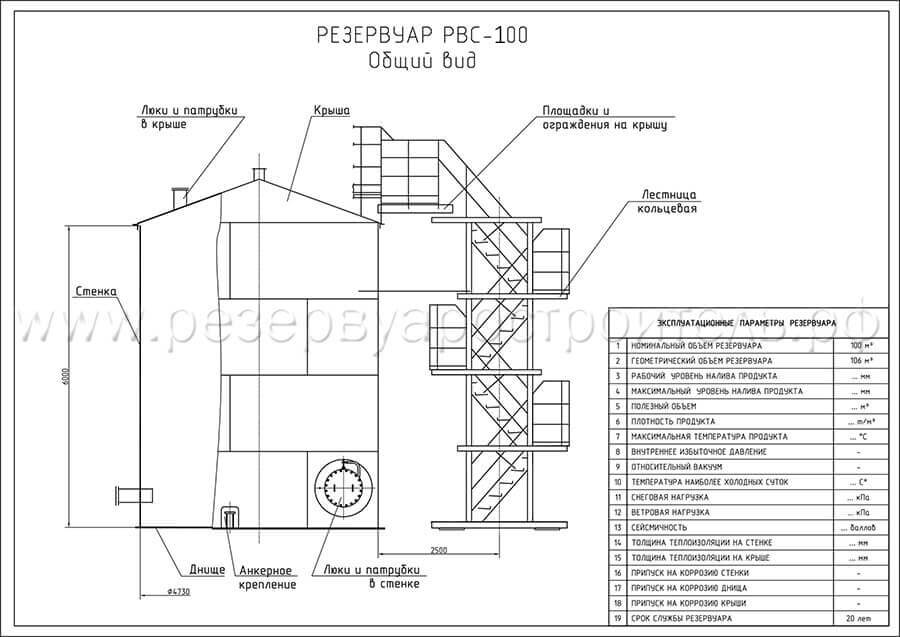 РЕЗЕРВУАР РВС-100
Общий вид
Люки и патрубки
в крыше
Крыша
Площадки и
ограждения на крышу
Лестница
кольцевая
Стенка
6000
www.резервуаростроитель.рф
2500
Днище
Анкерное
крепление
Люки и патрубки
в стенке
⌀4730
ЭКСПЛУАТАЦИОННЫЕ ПАРАМЕТРЫ РЕЗЕРВУАРА
1 НОМИНАЛЬНЫЙ ОБЪЕМ РЕЗЕРВУАРА 100 м³
2 ГЕОМЕТРИЧЕСКИЙ ОБЪЕМ РЕЗЕРВУАРА 106 м³
3 РАБОЧИЙ УРОВЕНЬ НАЛИВА ПРОДУКТА ... мм
4 МАКСИМАЛЬНЫЙ УРОВЕНЬ НАЛИВА ПРОДУКТА ... мм
5 ПОЛЕЗНЫЙ ОБЪЕМ ... м³
6 ПЛОТНОСТЬ ПРОДУКТА ... т/м³
7 МАКСИМАЛЬНАЯ ТЕМПЕРАТУРА ПРОДУКТА ... °С
8 ВНУТРЕННЕЕ ИЗБЫТОЧНОЕ ДАВЛЕНИЕ -
9 ОТНОСИТЕЛЬНЫЙ ВАКУУМ -
10 ТЕМПЕРАТУРА НАИБОЛЕЕ ХОЛОДНЫХ СУТОК ... С°
11 СНЕГОВАЯ НАГРУЗКА ... кПа
12 ВЕТРОВАЯ НАГРУЗКА ... кПа
13 СЕЙСМИЧНОСТЬ ... баллов
14 ТОЛЩИНА ТЕПЛОИЗОЛЯЦИИ НА СТЕНКЕ ... мм
15 ТОЛЩИНА ТЕПЛОИЗОЛЯЦИИ НА КРЫШЕ ... мм
16 ПРИПУСК НА КОРРОЗИЮ СТЕНКИ -
17 ПРИПУСК НА КОРРОЗИЮ ДНИЩА -
18 ПРИПУСК НА КОРРОЗИЮ КРЫШИ -
19 СРОК СЛУЖБЫ РЕЗЕРВУАРА 20 лет